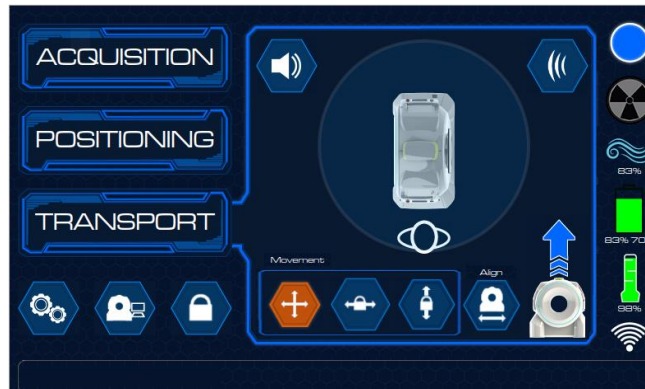 ACQUISITION
POSITIONING
TRANSPORT
Movement
Align
83%
83% 70
98%